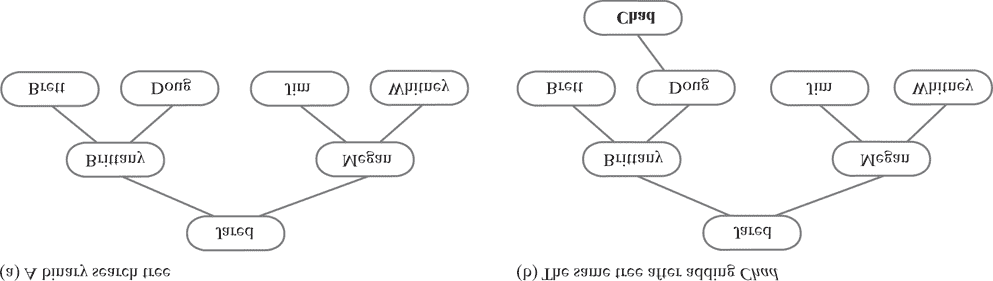 Chad
Brett Doug Jim Whitney
Brett Doug Jim Whitney
Brittany Megan
Brittany Megan
Jared
Jared
(a) A binary search tree
(b) The same tree after adding Chad